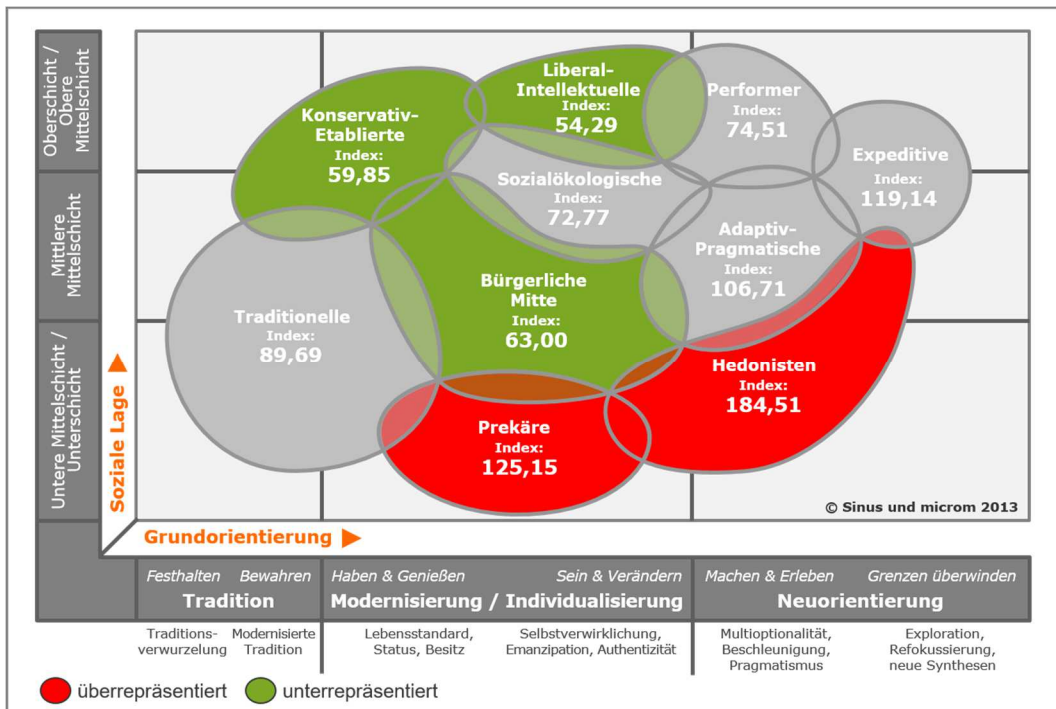 Oberschicht /
Obere
Mittelschicht
Mittlere
Mittelschicht
Untere Mittelschicht /
Unterschicht
Soziale Lage
Konservativ-
Etablierte
Index:
59,85
Liberal-
Intellektuelle
Index:
54,29
Performer
Index:
74,51
Expeditive
Index:
119,14
Sozialökologische
Index:
72,77
Adaptiv-
Pragmatische
Index:
106,71
Traditionelle
Index:
89,69
Bürgerliche
Mitte
Index:
63,00
Hedonisten
Index:
184,51
Prekäre
Index:
125,15
© Sinus und microm 2013
Grundorientierung
Festhalten Bewahren
Tradition
Haben & Genießen Sein & Verändern
Modernisierung / Individualisierung
Machen & Erleben Grenzen überwinden
Neuorientierung
Traditions-
verwurzelung
Modernisierte
Tradition
Lebensstandard,
Status, Besitz
Selbstverwirklichung,
Emanzipation, Authentizität
Multioptionalität,
Beschleunigung,
Pragmatismus
Exploration,
Refokussierung,
neue Synthesen
überrepräsentiert
unterrepräsentiert